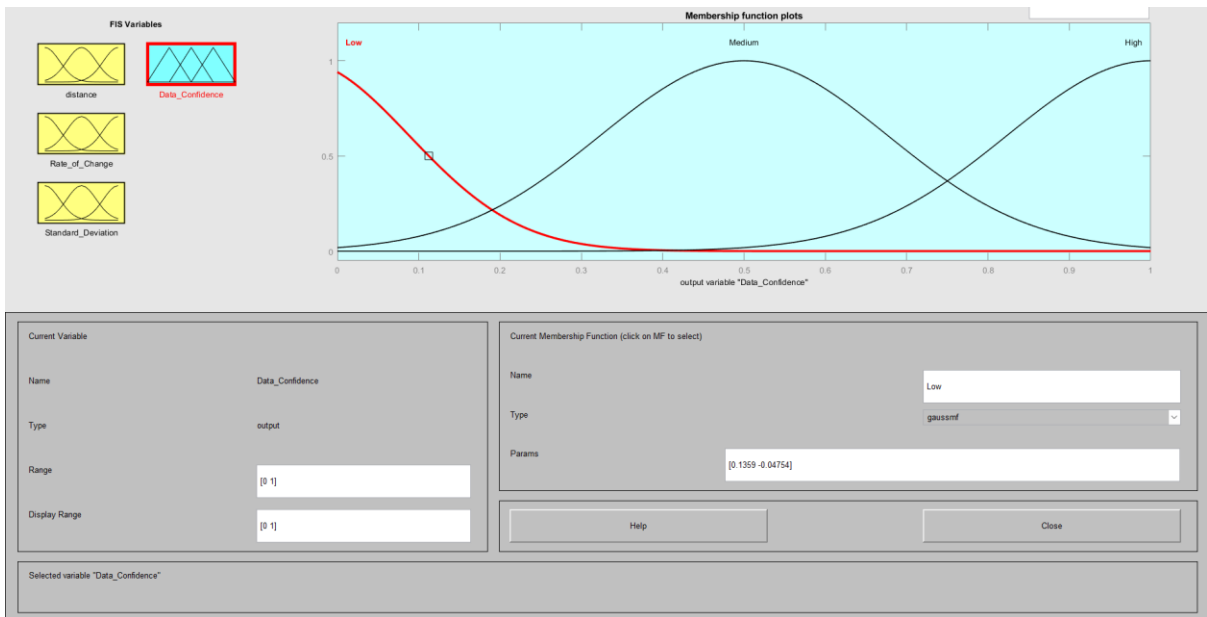 FIS Variables
distance
Data_Confidence
Rate_of_Change
Standard_Deviation
Membership function plots
Low
Medium
High
1
0.5
0
0 0.1 0.2 0.3 0.4 0.5 0.6 0.7 0.8 0.9 1
output variable "Data_Confidence"
Current Variable
Name Data_Confidence
Type output
Range [0 1]
Display Range [0 1]
Current Membership Function (click on MF to select)
Name Low
Type gaussmf
Params [0.1359 -0.04754]
Help Close
Selected variable "Data_Confidence"